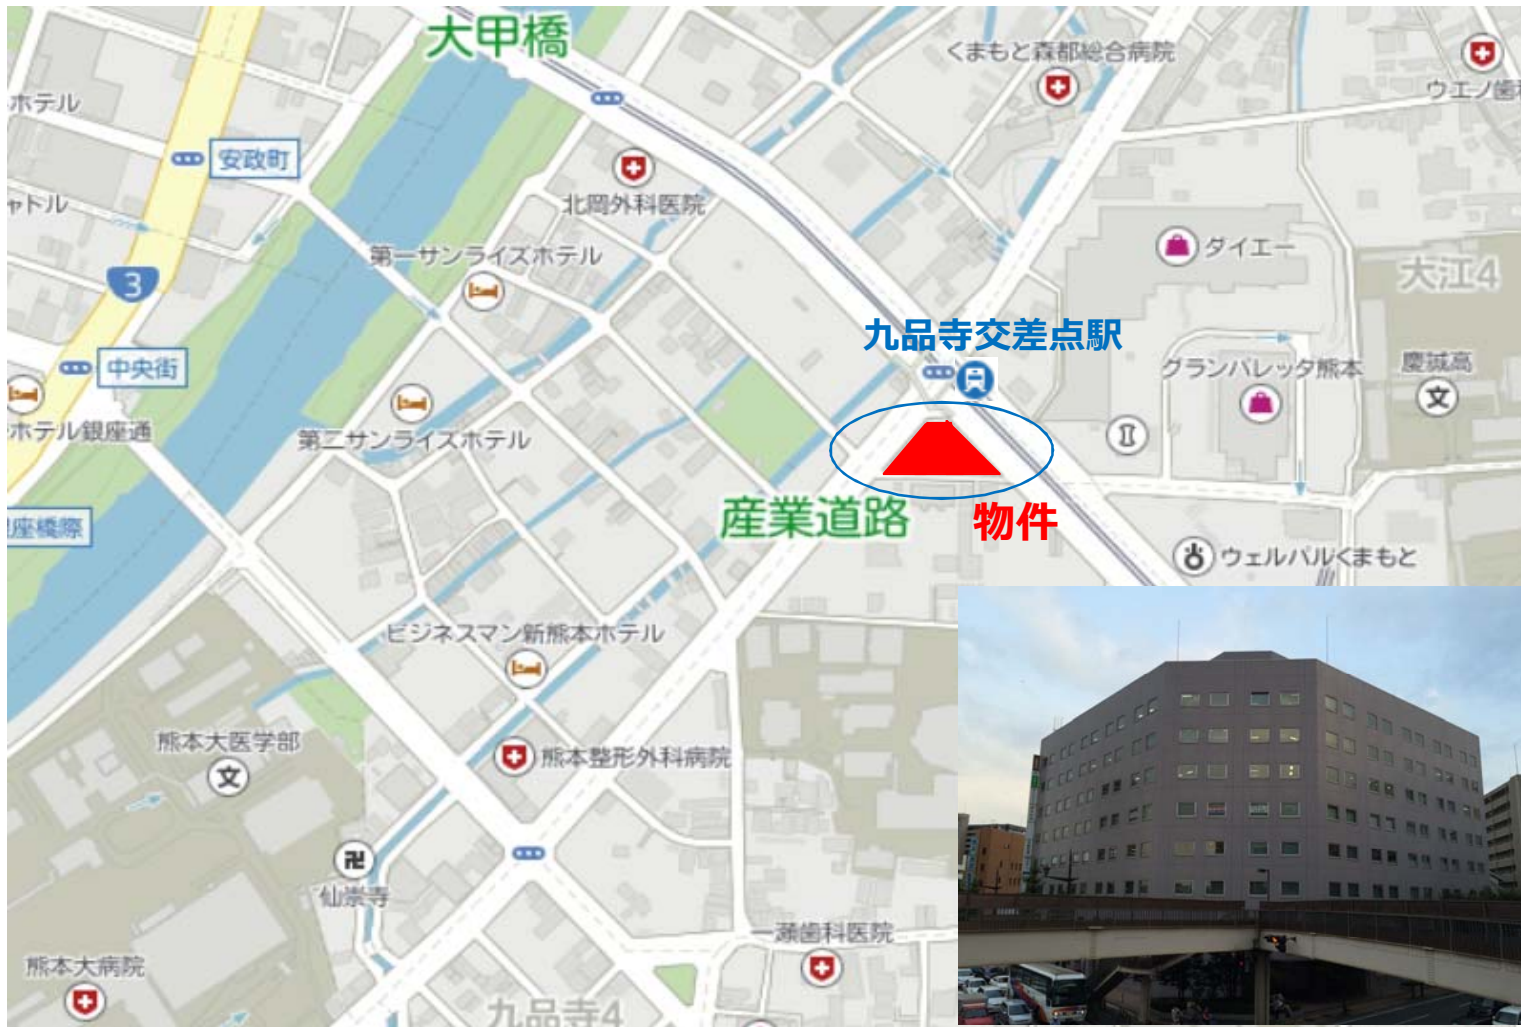 大甲橋
くまもと森都総合病院
ウエノ歯科
ホテル
安政町
北岡外科医院
ャトル
第一サンライズホテル
ダイエー
大江4
3
九品寺交差点駅
中央街
グランパレッタ熊本
慶誠高
文
ホテル銀座通
第二サンライズホテル
産業道路
物件
座橋際
ウェルパルくまもと
ビジネスマン新熊本ホテル
熊本大医学部
文
熊本整形外科病院
卍
仙崇寺
一瀬歯科医院
熊本大病院
九品寺4